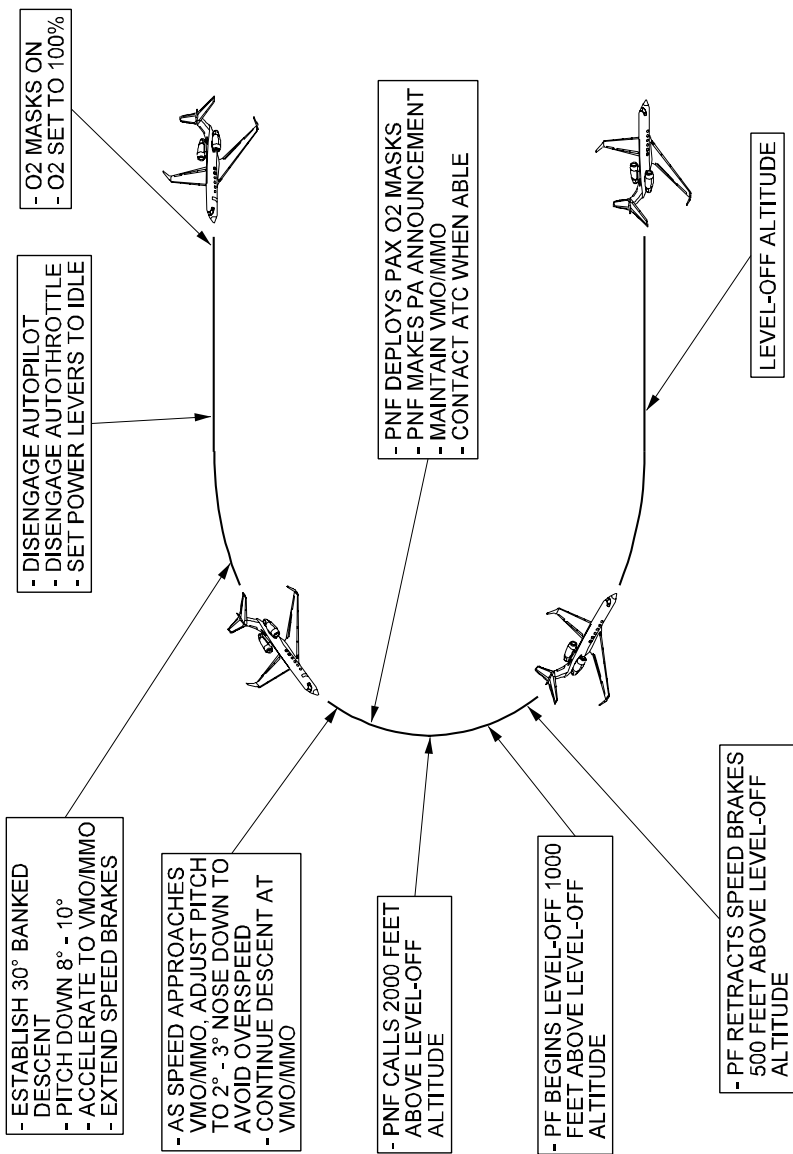 - O2 MASKS ON
- O2 SET TO 100%
- DISENGAGE AUTOPILOT
- DISENGAGE AUTOTHROTTLE
- SET POWER LEVERS TO IDLE
- ESTABLISH 30° BANKED
DESCENT
- PITCH DOWN 8° - 10°
- ACCELERATE TO VMO/MMO
- EXTEND SPEED BRAKES
- AS SPEED APPROACHES
VMO/MMO, ADJUST PITCH
TO 2° - 3° NOSE DOWN TO
AVOID OVERSPEED
- CONTINUE DESCENT AT
VMO/MMO
- PNF DEPLOYS PAX O2 MASKS
- PNF MAKES PA ANNOUNCEMENT
- MAINTAIN VMO/MMO
- CONTACT ATC WHEN ABLE
- PNF CALLS 2000 FEET
ABOVE LEVEL-OFF
ALTITUDE
- PF BEGINS LEVEL-OFF 1000
FEET ABOVE LEVEL-OFF
ALTITUDE
- PF RETRACTS SPEED BRAKES
500 FEET ABOVE LEVEL-OFF
ALTITUDE
LEVEL-OFF ALTITUDE